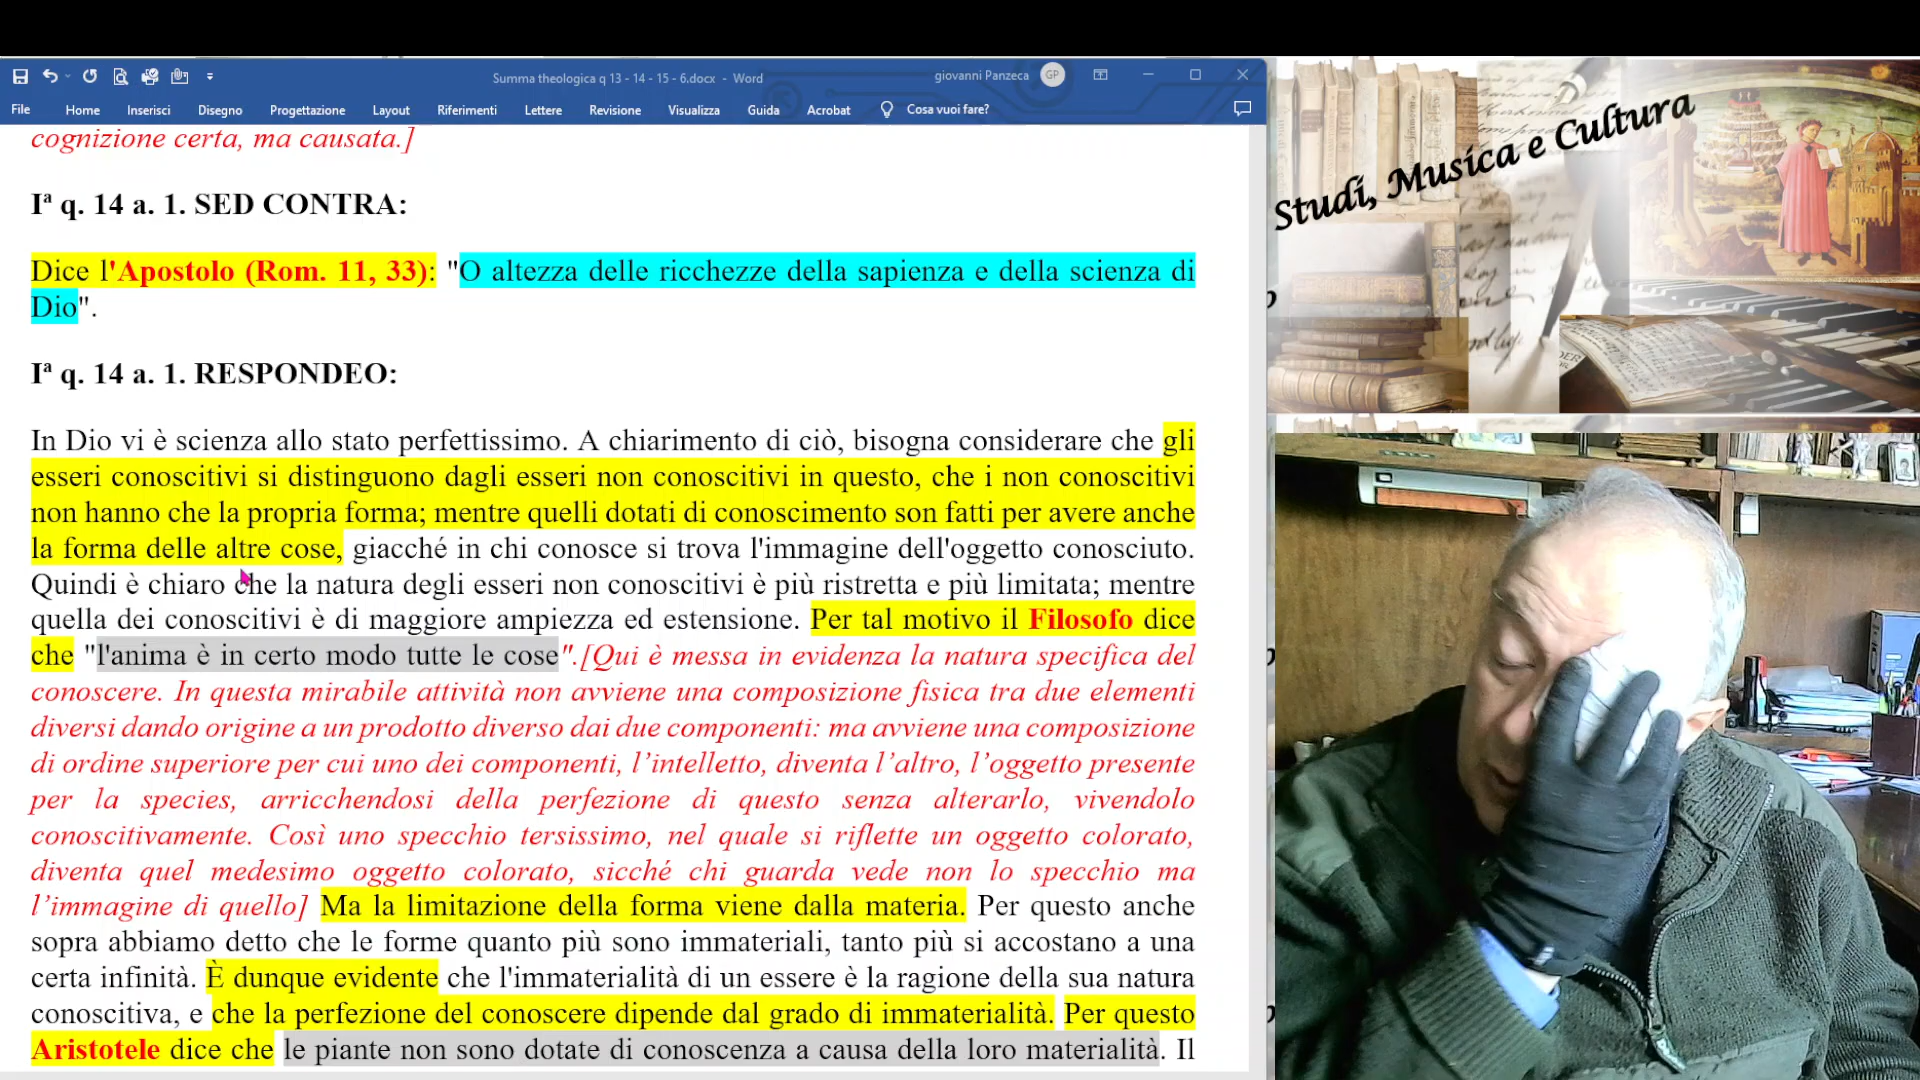 Summa theologica q 13 - 14 - 15 - 6.docx - Word
giovanni Panzeca
GP
File Home Inserisci Disegno Progettazione Layout Riferimenti Lettere Revisione Visualizza Guida Acrobat Cosa vuoi fare?
cognizione certa, ma causata.]
Iª q. 14 a. 1. SED CONTRA:
Dice l'Apostolo (Rom. 11, 33): "O altezza delle ricchezze della sapienza e della scienza di
Dio".
Iª q. 14 a. 1. RESPONDEO:
In Dio vi è scienza allo stato perfettissimo. A chiarimento di ciò, bisogna considerare che gli
esseri conoscitivi si distinguono dagli esseri non conoscitivi in questo, che i non conoscitivi
non hanno che la propria forma; mentre quelli dotati di conoscimento son fatti per avere anche
la forma delle altre cose, giacché in chi conosce si trova l'immagine dell'oggetto conosciuto.
Quindi è chiaro che la natura degli esseri non conoscitivi è più ristretta e più limitata; mentre
quella dei conoscitivi è di maggiore ampiezza ed estensione. Per tal motivo il Filosofo dice
che "l'anima è in certo modo tutte le cose".[Qui è messa in evidenza la natura specifica del
conoscere. In questa mirabile attività non avviene una composizione fisica tra due elementi
diversi dando origine a un prodotto diverso dai due componenti: ma avviene una composizione
di ordine superiore per cui uno dei componenti, l’intelletto, diventa l’altro, l’oggetto presente
per la species, arricchendosi della perfezione di questo senza alterarlo, vivendolo
conoscitivamente. Così uno specchio tersissimo, nel quale si riflette un oggetto colorato,
diventa quel medesimo oggetto colorato, sicché chi guarda vede non lo specchio ma
l’immagine di quello] Ma la limitazione della forma viene dalla materia. Per questo anche
sopra abbiamo detto che le forme quanto più sono immateriali, tanto più si accostano a una
certa infinità. È dunque evidente che l'immaterialità di un essere è la ragione della sua natura
conoscitiva, e che la perfezione del conoscere dipende dal grado di immaterialità. Per questo
Aristotele dice che le piante non sono dotate di conoscenza a causa della loro materialità. Il
Studi, Musica e Cultura